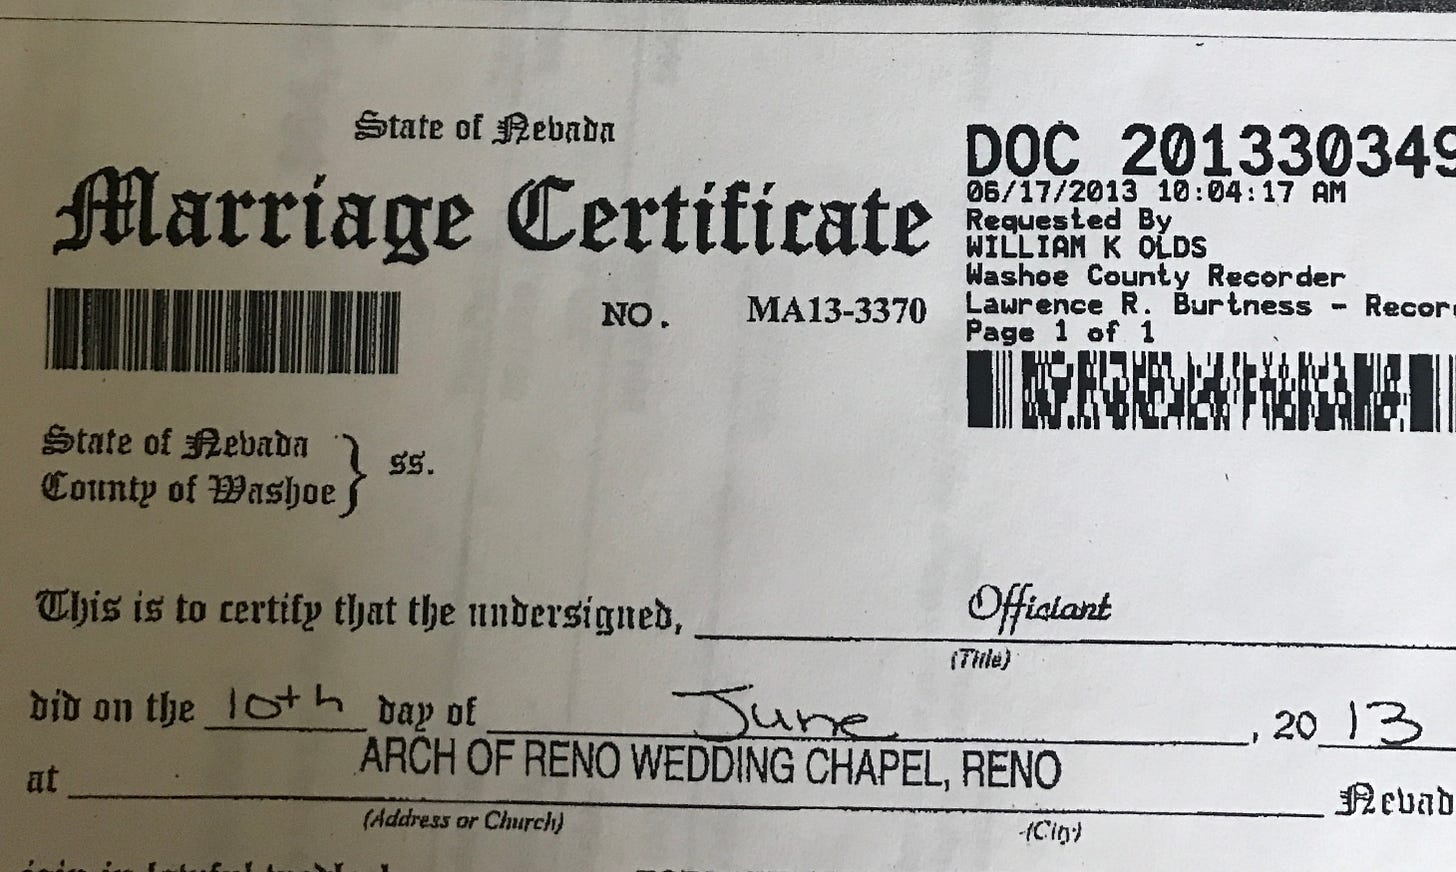 State of Nevada
Marriage Certificate
DOC 201330349
06/17/2013 10:04:17 AM
Requested By
WILLIAM K OLDS
Washoe County Recorder
Lawrence R. Burtness - Recor
Page 1 of 1
NO. MA13-3370
State of Nevada
County of Washoe } ss.
This is to certify that the undersigned, Officiant
(Title)
did on the 10th day of June, 2013
ARCH OF RENO WEDDING CHAPEL, RENO
at Nevad
(Address or Church) (City)